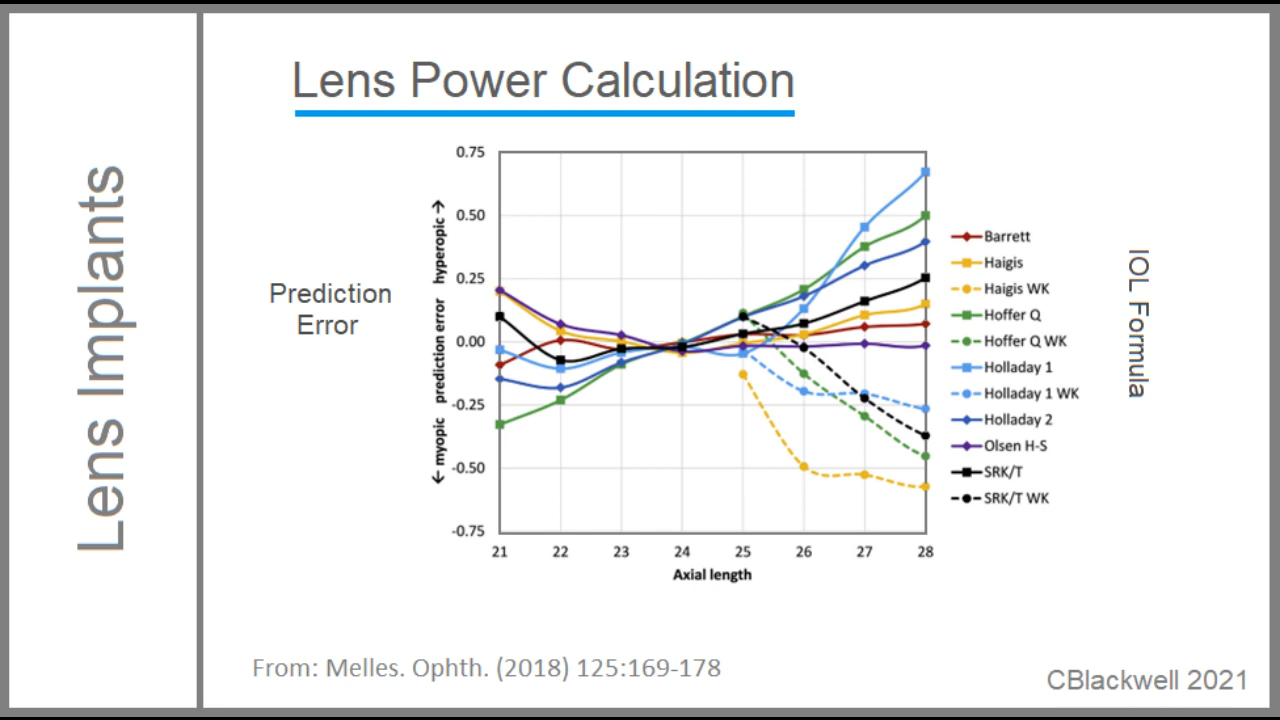 Lens Implants
Lens Power Calculation
Prediction
Error
← myopic prediction error hyperopic →
0.75
0.50
0.25
0.00
-0.25
-0.50
-0.75
21 22 23 24 25 26 27 28
Axial length
Barrett
Haigis
Haigis WK
Hoffer Q
Hoffer Q WK
Holladay 1
Holladay 1 WK
Holladay 2
Olsen H-S
SRK/T
SRK/T WK
IOL Formula
From: Melles. Ophth. (2018) 125:169-178
CBlackwell 2021